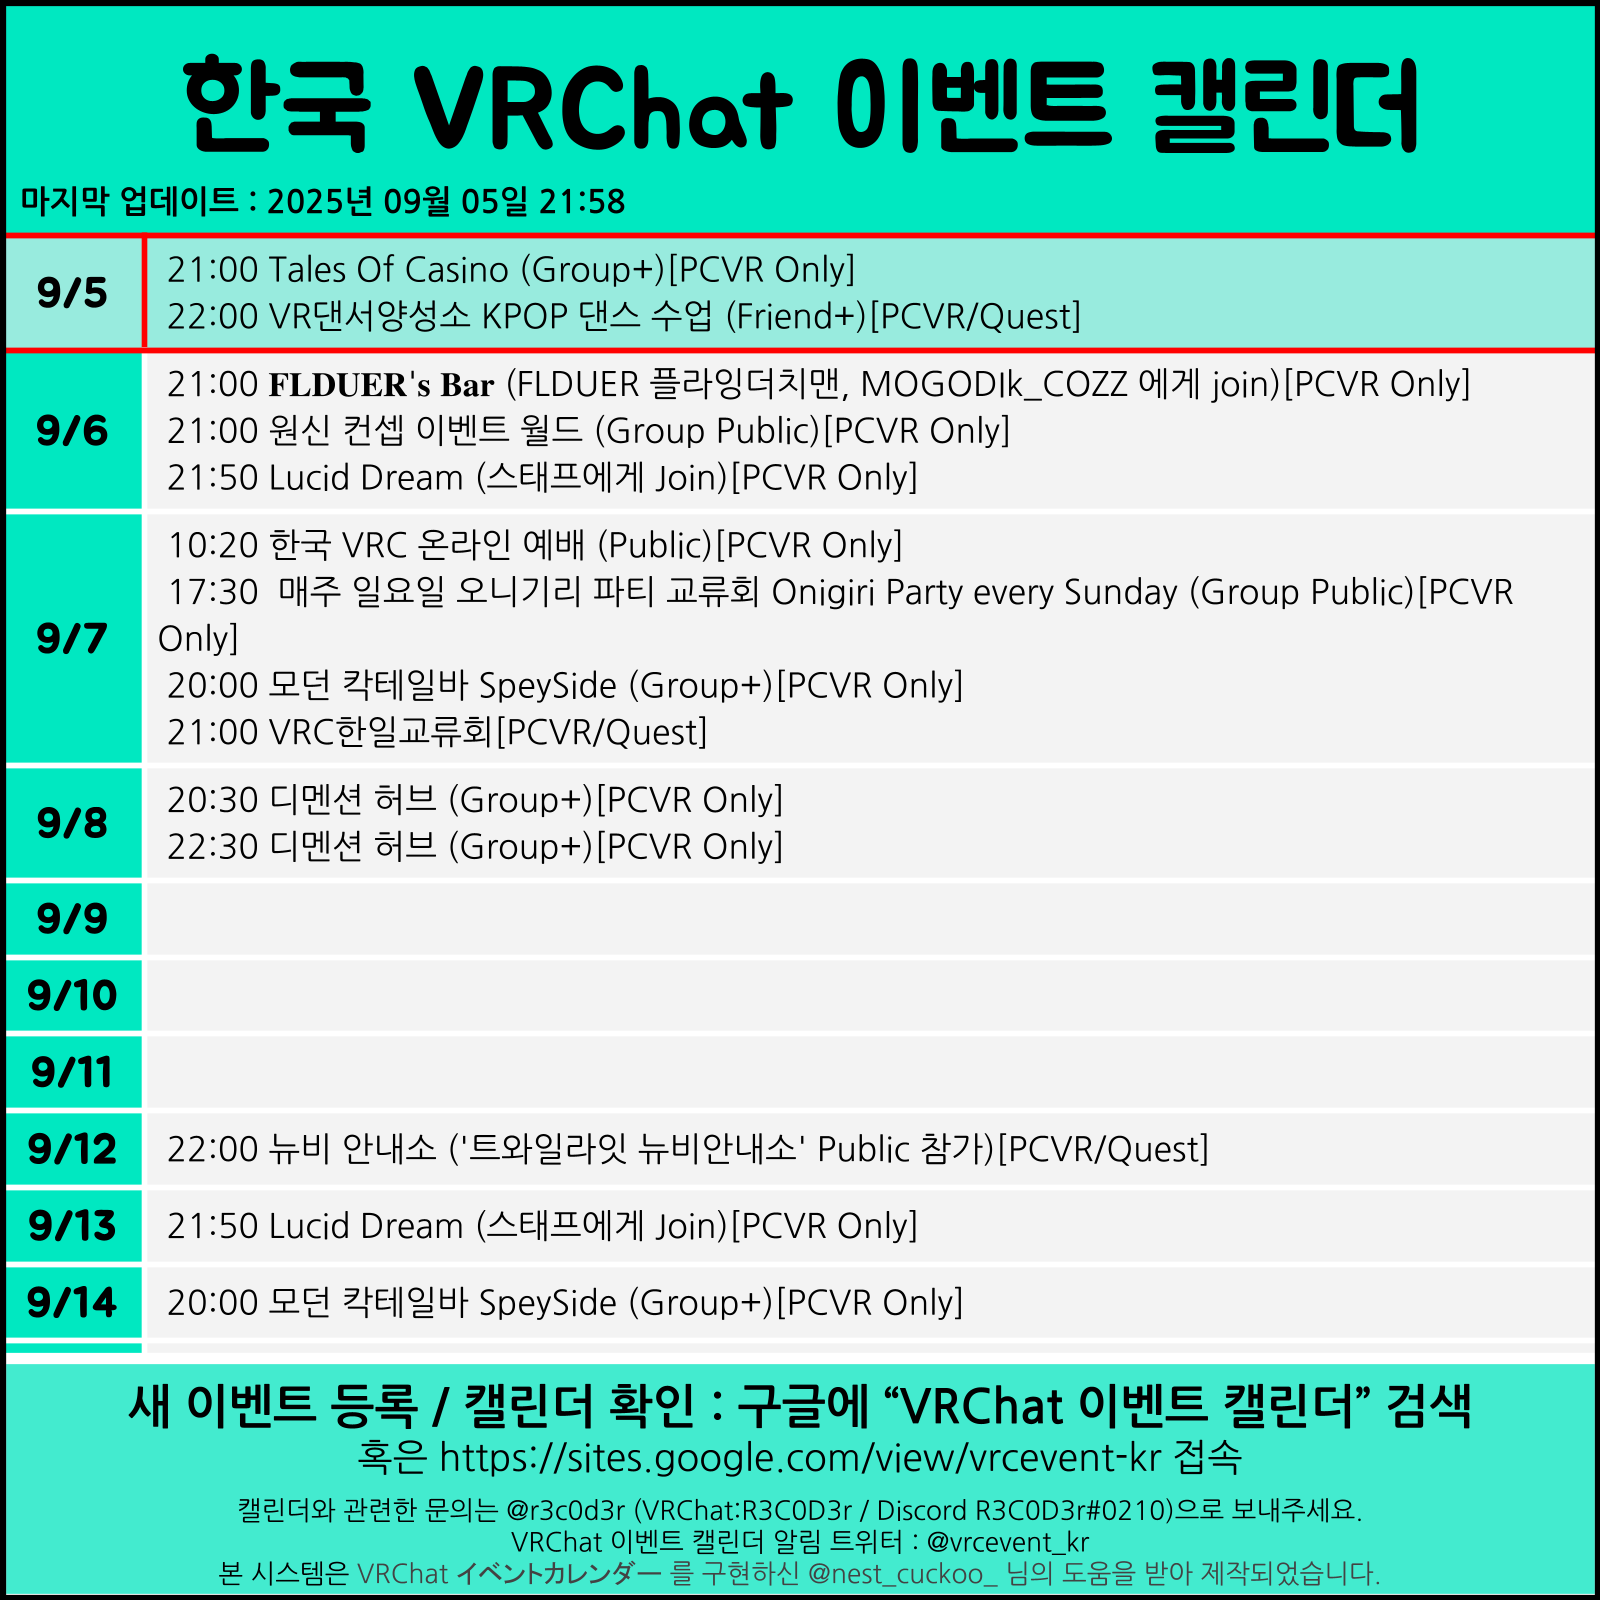 한국 VRChat 이벤트 캘린더
마지막 업데이트 : 2025년 09월 05일 21:58
9/5
21:00 Tales Of Casino (Group+)[PCVR Only]
22:00 VR댄서양성소 KPOP 댄스 수업 (Friend+)[PCVR/Quest]
9/6
21:00 FLDUER's Bar (FLDUER 플라잉더치맨, MOGODIk_COZZ 에게 join)[PCVR Only]
21:00 원신 컨셉 이벤트 월드 (Group Public)[PCVR Only]
21:50 Lucid Dream (스태프에게 Join)[PCVR Only]
9/7
10:20 한국 VRC 온라인 예배 (Public)[PCVR Only]
17:30  매주 일요일 오니기리 파티 교류회 Onigiri Party every Sunday (Group Public)[PCVR
Only]
20:00 모던 칵테일바 SpeySide (Group+)[PCVR Only]
21:00 VRC한일교류회[PCVR/Quest]
9/8
20:30 디멘션 허브 (Group+)[PCVR Only]
22:30 디멘션 허브 (Group+)[PCVR Only]
9/9
9/10
9/11
9/12
22:00 뉴비 안내소 ('트와일라잇 뉴비안내소' Public 참가)[PCVR/Quest]
9/13
21:50 Lucid Dream (스태프에게 Join)[PCVR Only]
9/14
20:00 모던 칵테일바 SpeySide (Group+)[PCVR Only]
새 이벤트 등록 / 캘린더 확인 : 구글에 “VRChat 이벤트 캘린더” 검색
혹은 https://sites.google.com/view/vrcevent-kr 접속
캘린더와 관련한 문의는 @r3c0d3r (VRChat:R3C0D3r / Discord R3C0D3r#0210)으로 보내주세요.
VRChat 이벤트 캘린더 알림 트위터 : @vrcevent_kr
본 시스템은 VRChat イベントカレンダー 를 구현하신 @nest_cuckoo_ 님의 도움을 받아 제작되었습니다.